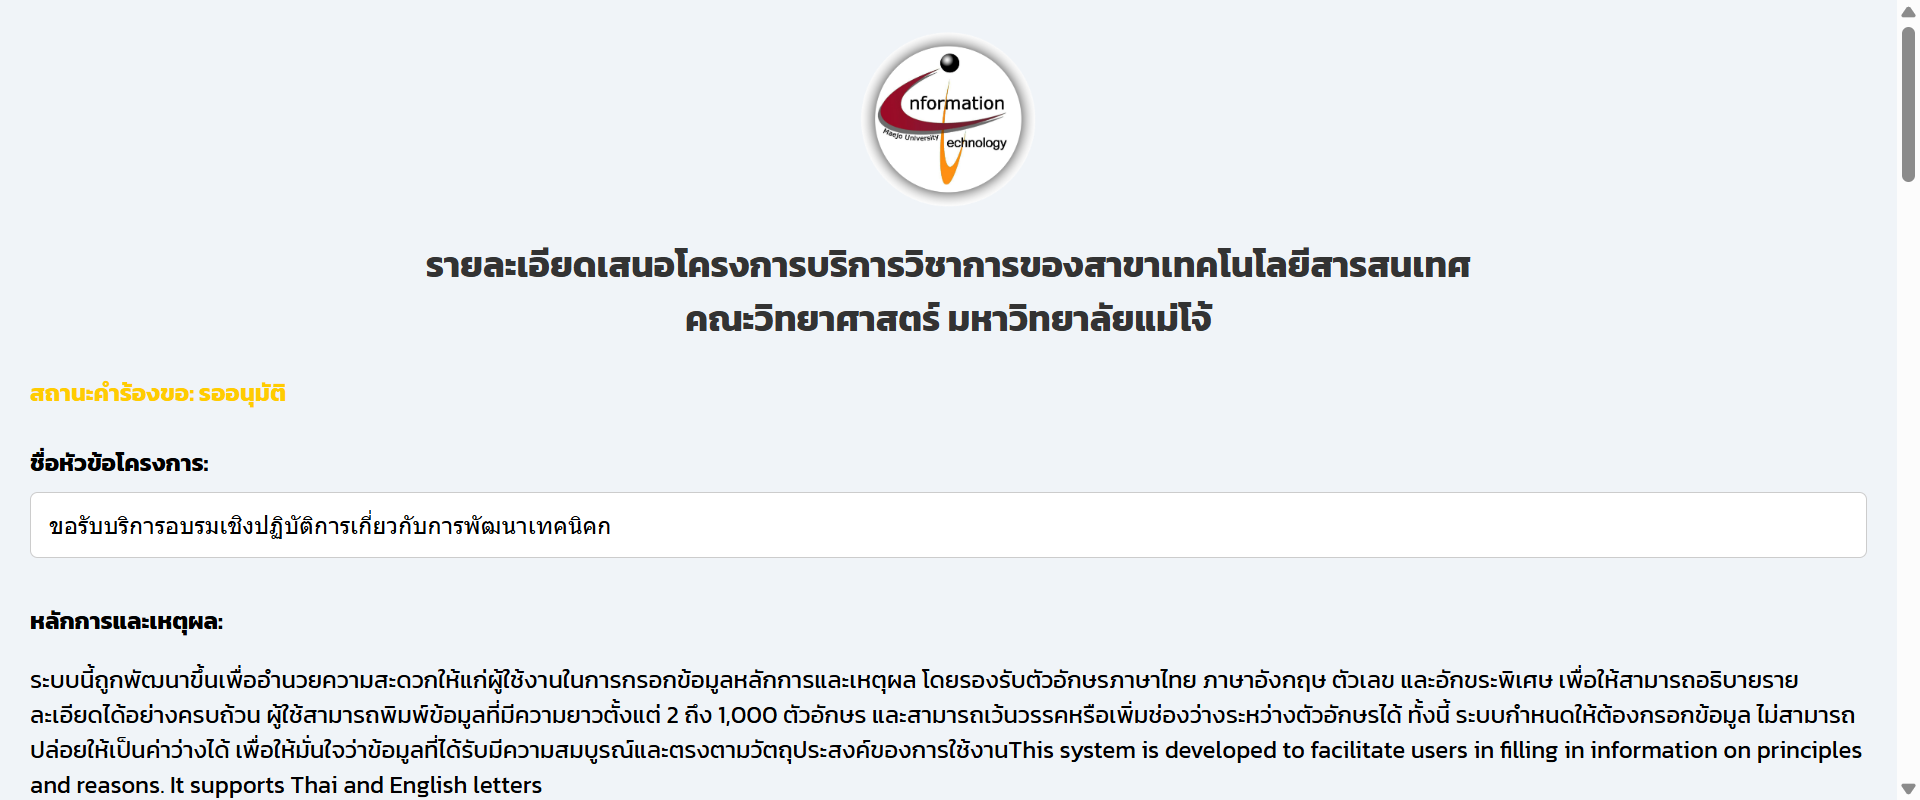 nformation
Maejo University
echnology
รายละเอียดเสนอโครงการบริการวิชาการของสาขาเทคโนโลยีสารสนเทศ
คณะวิทยาศาสตร์ มหาวิทยาลัยแม่โจ้
สถานะคำร้องขอ: รออนุมัติ
ชื่อหัวข้อโครงการ:
ขอรับบริการอบรมเชิงปฏิบัติการเกี่ยวกับการพัฒนาเทคนิคก
หลักการและเหตุผล:
ระบบนี้ถูกพัฒนาขึ้นเพื่ออำนวยความสะดวกให้แก่ผู้ใช้งานในการกรอกข้อมูลหลักการและเหตุผล โดยรองรับตัวอักษรภาษาไทย ภาษาอังกฤษ ตัวเลข และอักขระพิเศษ เพื่อให้สามารถอธิบายราย
ละเอียดได้อย่างครบถ้วน ผู้ใช้สามารถพิมพ์ข้อมูลที่มีความยาวตั้งแต่ 2 ถึง 1,000 ตัวอักษร และสามารถเว้นวรรคหรือเพิ่มช่องว่างระหว่างตัวอักษรได้ ทั้งนี้ ระบบกำหนดให้ต้องกรอกข้อมูล ไม่สามารถ
ปล่อยให้เป็นค่าว่างได้ เพื่อให้มั่นใจว่าข้อมูลที่ได้รับมีความสมบูรณ์และตรงตามวัตถุประสงค์ของการใช้งานThis system is developed to facilitate users in filling in information on principles
and reasons. It supports Thai and English letters